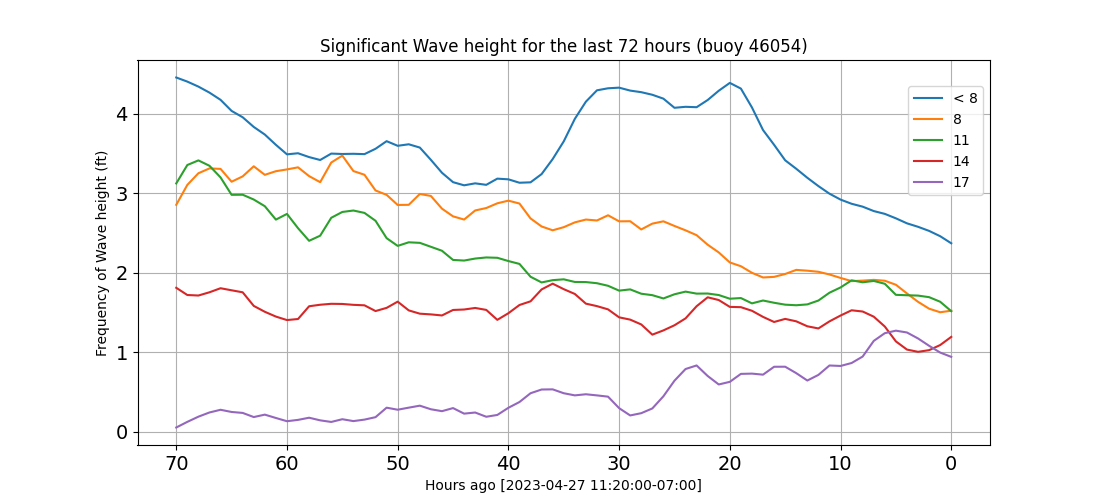 Significant Wave height for the last 72 hours (buoy 46054)
Frequency of Wave height (ft)
4
3
2
1
0
< 8
8
11
14
17
70 60 50 40 30 20 10 0
Hours ago [2023-04-27 11:20:00-07:00]